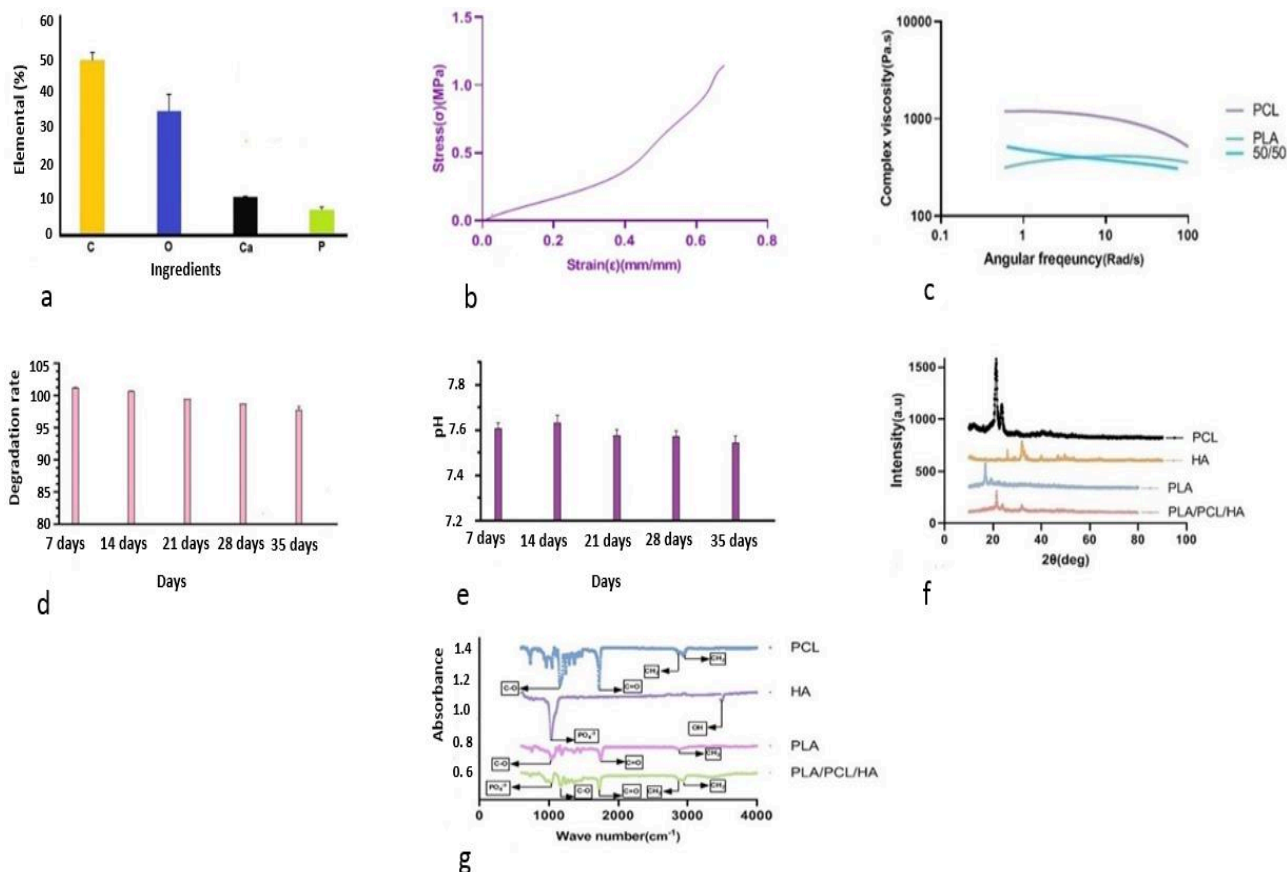 60
50
40
30
20
10
0
Elemental (%)
C O Ca P
Ingredients
a
1.5
1.0
0.5
0.0
Stress(σ)(MPa)
0.0 0.2 0.4 0.6 0.8
Strain(ε)(mm/mm)
b
10000
1000
100
Complex viscosity(Pa.s)
0.1 1 10 100
Angular freqeuncy(Rad/s)
PCL
PLA
50/50
c
105
100
95
90
85
80
Degradation rate
7 days 14 days 21 days 28 days 35 days
Days
d
7.8
7.6
7.4
7.2
pH
7 days 14 days 21 days 28 days 35 days
Days
e
1500
1000
500
0
Intensity(a.u)
0 20 40 60 80 100
2θ(deg)
PCL
HA
PLA
PLA/PCL/HA
f
1.4
1.2
1.0
0.8
0.6
Absorbance
PCL
CH₂
CH₂
C-O
C=O
HA
OH
PO₄⁻³
PLA
CH₂
C-O
C=O
PLA/PCL/HA
PO₄⁻³
C-O
C=O
CH₂
CH₂
0 1000 2000 3000 4000
Wave number(cm⁻¹)
g